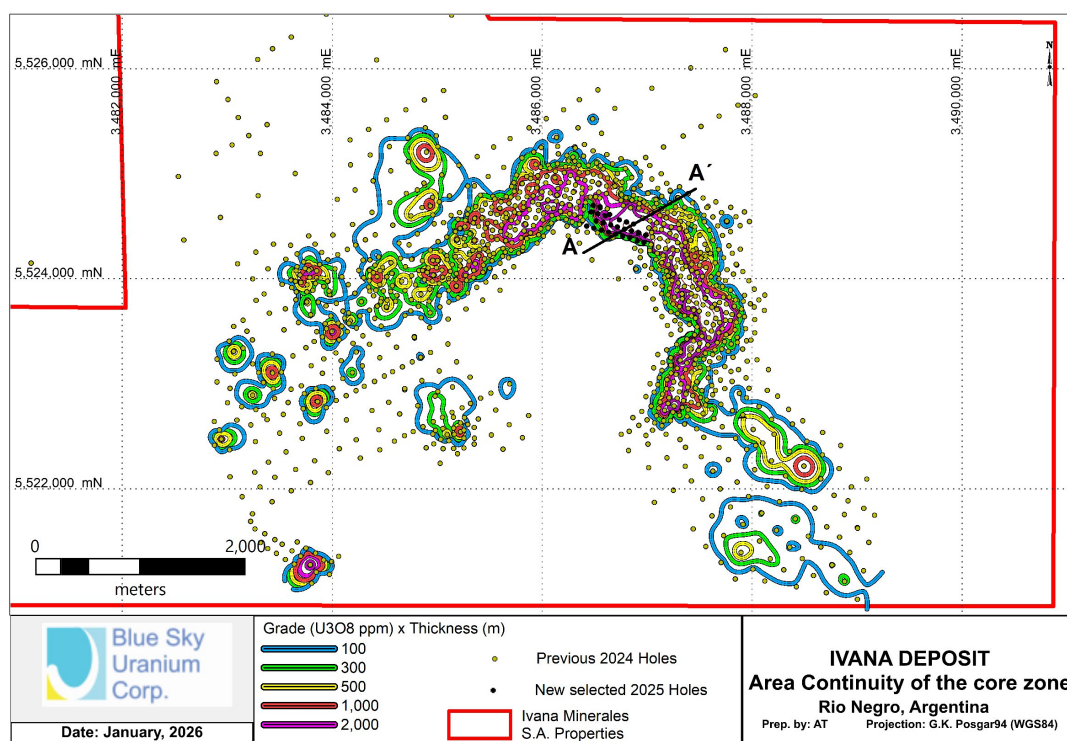 5,526,000 mN
5,524,000 mN
5,522,000 mN
3,482,000 mE
3,484,000 mE
3,486,000 mE
3,488,000 mE
3,490,000 mE
N
A´
A
0 2,000
meters
Blue Sky
Uranium
Corp.
Date: January, 2026
Grade (U3O8 ppm) x Thickness (m)
100
300
500
1,000
2,000
Previous 2024 Holes
New selected 2025 Holes
Ivana Minerales
S.A. Properties
IVANA DEPOSIT
Area Continuity of the core zone
Rio Negro, Argentina
Prep. by: AT Projection: G.K. Posgar94 (WGS84)